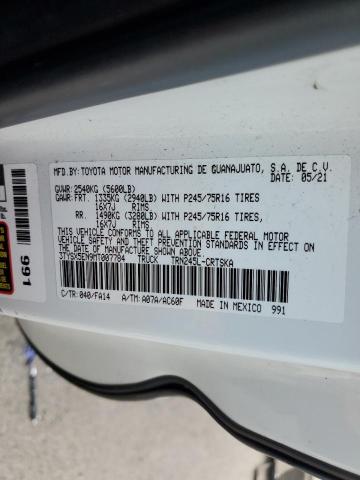 MFD.BY: TOYOTA MOTOR MANUFACTURING DE GUANAJUATO, S.A. DE C.V.
DATE: 05/21
GVWR: 2540KG (5600LB)
GAWR: FRT. 1335KG (2940LB) WITH P245/75R16 TIRES
16X7J RIMS,
RR. 1490KG (3280LB) WITH P245/75R16 TIRES,
16X7J RIMS.
THIS VEHICLE CONFORMS TO ALL APPLICABLE FEDERAL MOTOR
VEHICLE SAFETY STANDARDS IN EFFECT ON
THE DATE OF MANUFACTURE SHOWN ABOVE.
3TYSX5EN9MT007784 TRUCK TRN245L-CRTSKA
C/TR: 040/FA14 A/TM: A07A/AC60F MADE IN MEXICO 991
991